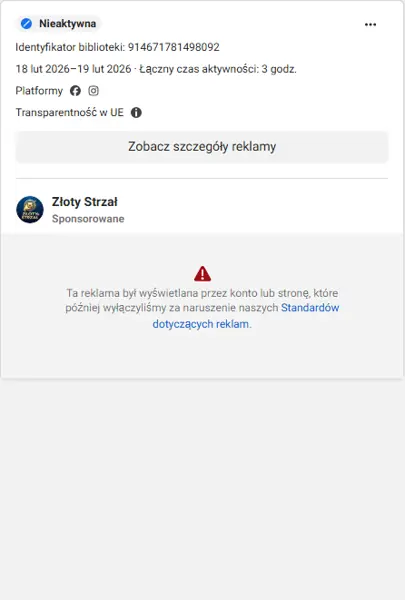 Nieaktywna
Identyfikator biblioteki: 914671781498092
18 lut 2026–19 lut 2026 · Łączny czas aktywności: 3 godz.
Platformy
Transparentność w UE
Zobacz szczegóły reklamy
Złoty Strzał
Sponsorowane
Ta reklama był wyświetlana przez konto lub stronę, które
później wyłączyliśmy za naruszenie naszych Standardów
dotyczących reklam.